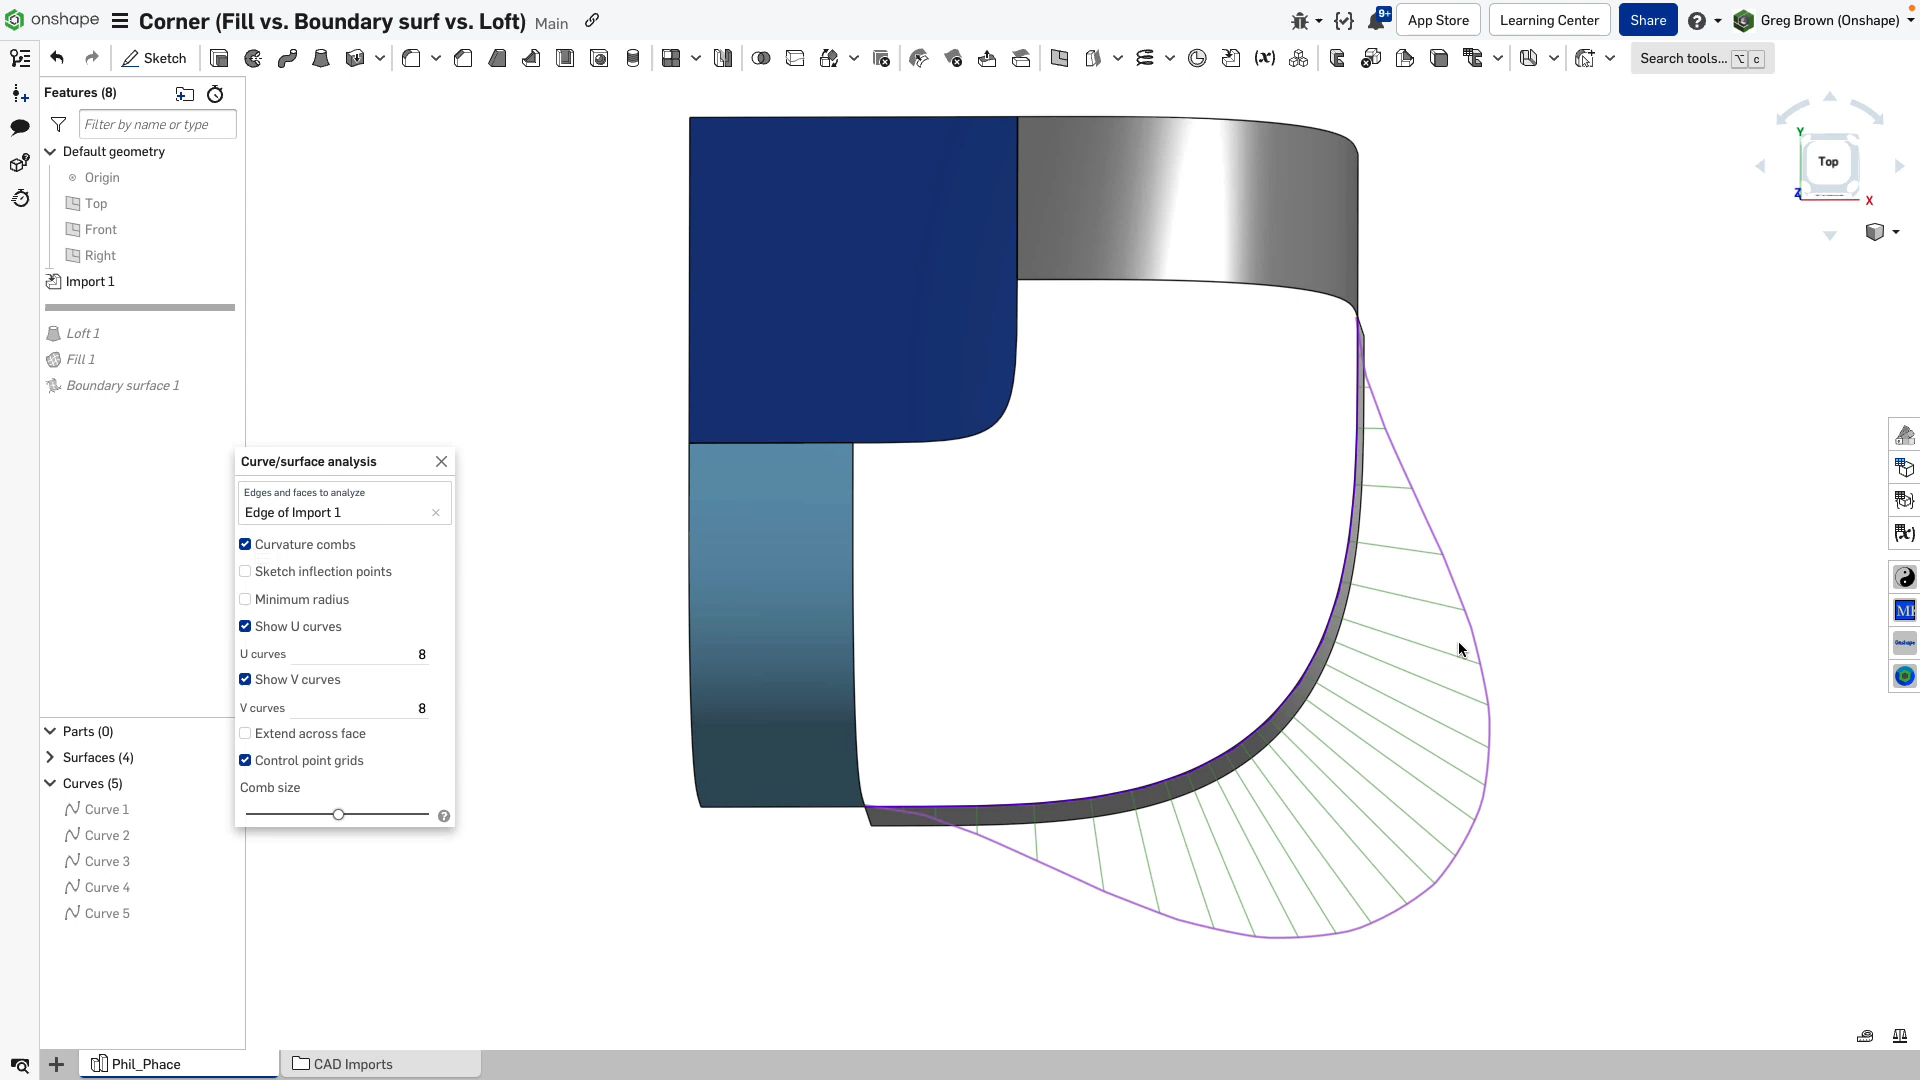 onshape Corner (Fill vs. Boundary surf vs. Loft) Main 9+ App Store Learning Center Share Greg Brown (Onshape)
Sketch (x) Search tools... ⌥ c
Features (8)
Filter by name or type
Default geometry
Origin
Top
Front
Right
Import 1
Loft 1
Fill 1
Boundary surface 1
Curve/surface analysis
Edges and faces to analyze
Edge of Import 1
Curvature combs
Sketch inflection points
Minimum radius
Show U curves
U curves 8
Show V curves
V curves 8
Extend across face
Control point grids
Comb size
Parts (0)
Surfaces (4)
Curves (5)
Curve 1
Curve 2
Curve 3
Curve 4
Curve 5
Y
Top
Z
X
Onshape
Phil_Phace
CAD Imports